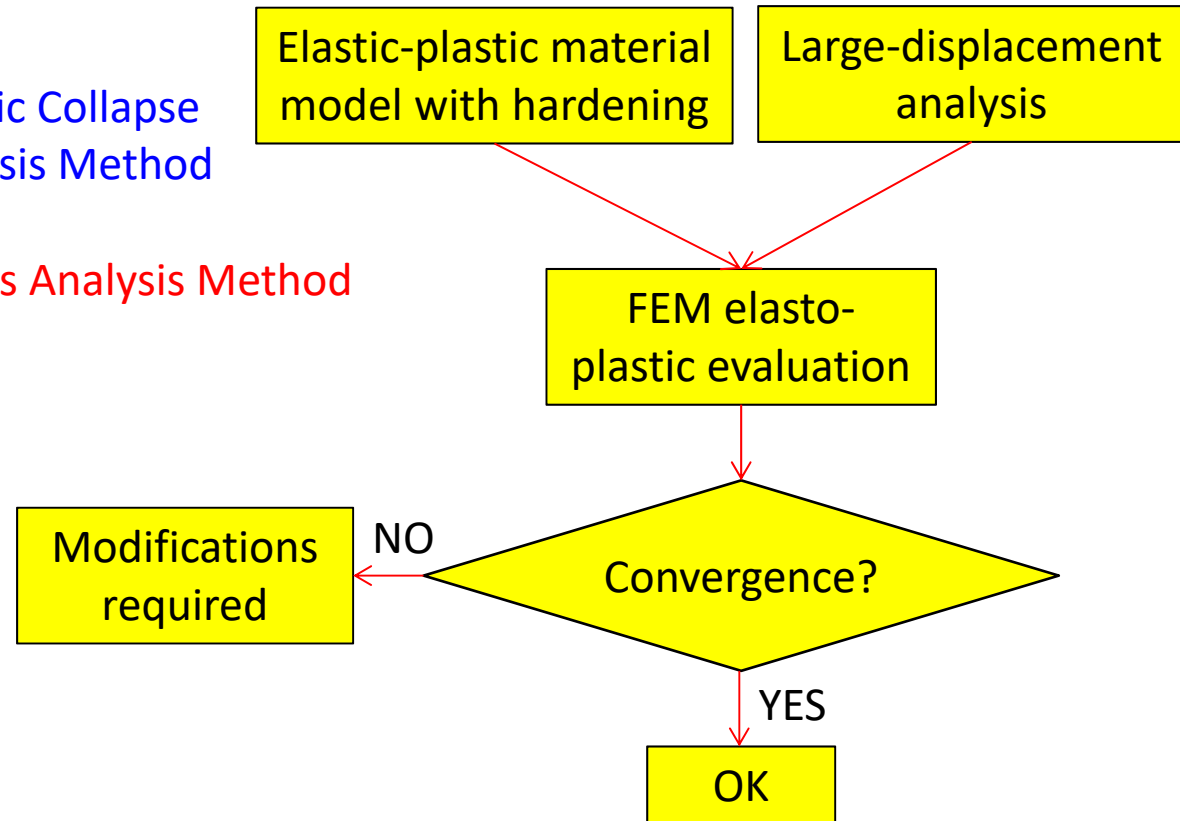 Elastic-plastic material
model with hardening
Large-displacement
analysis
ic Collapse
sis Method
s Analysis Method
FEM elasto-
plastic evaluation
Modifications
required
NO
Convergence?
YES
OK